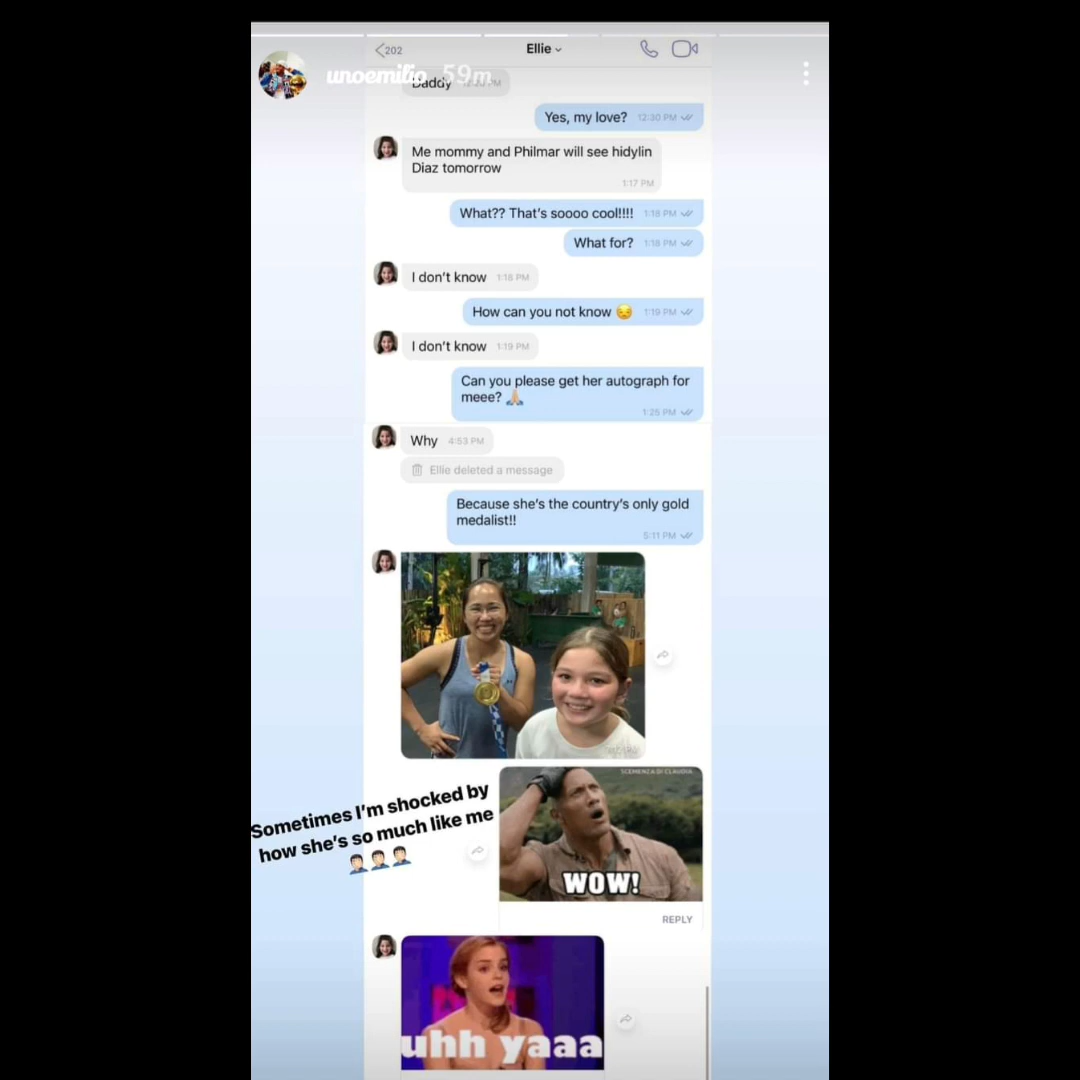 202
Ellie
unoemilio 59m
Daddy 12:30 PM
Yes, my love? 12:30 PM
Me mommy and Philmar will see hidylin
Diaz tomorrow
1:17 PM
What?? That's soooo cool!!!! 1:18 PM
What for? 1:18 PM
I don't know 1:18 PM
How can you not know 😔 1:19 PM
I don't know 1:19 PM
Can you please get her autograph for
meee? 🙏🏼
1:25 PM
Why 4:53 PM
Ellie deleted a message
Because she's the country's only gold
medalist!!
5:11 PM
SCEMENZA DI CLAUDIA
Sometimes I'm shocked by
how she's so much like me
🤦🏻‍♂️🤦🏻‍♂️🤦🏻‍♂️
WOW!
REPLY
uhh yaaa